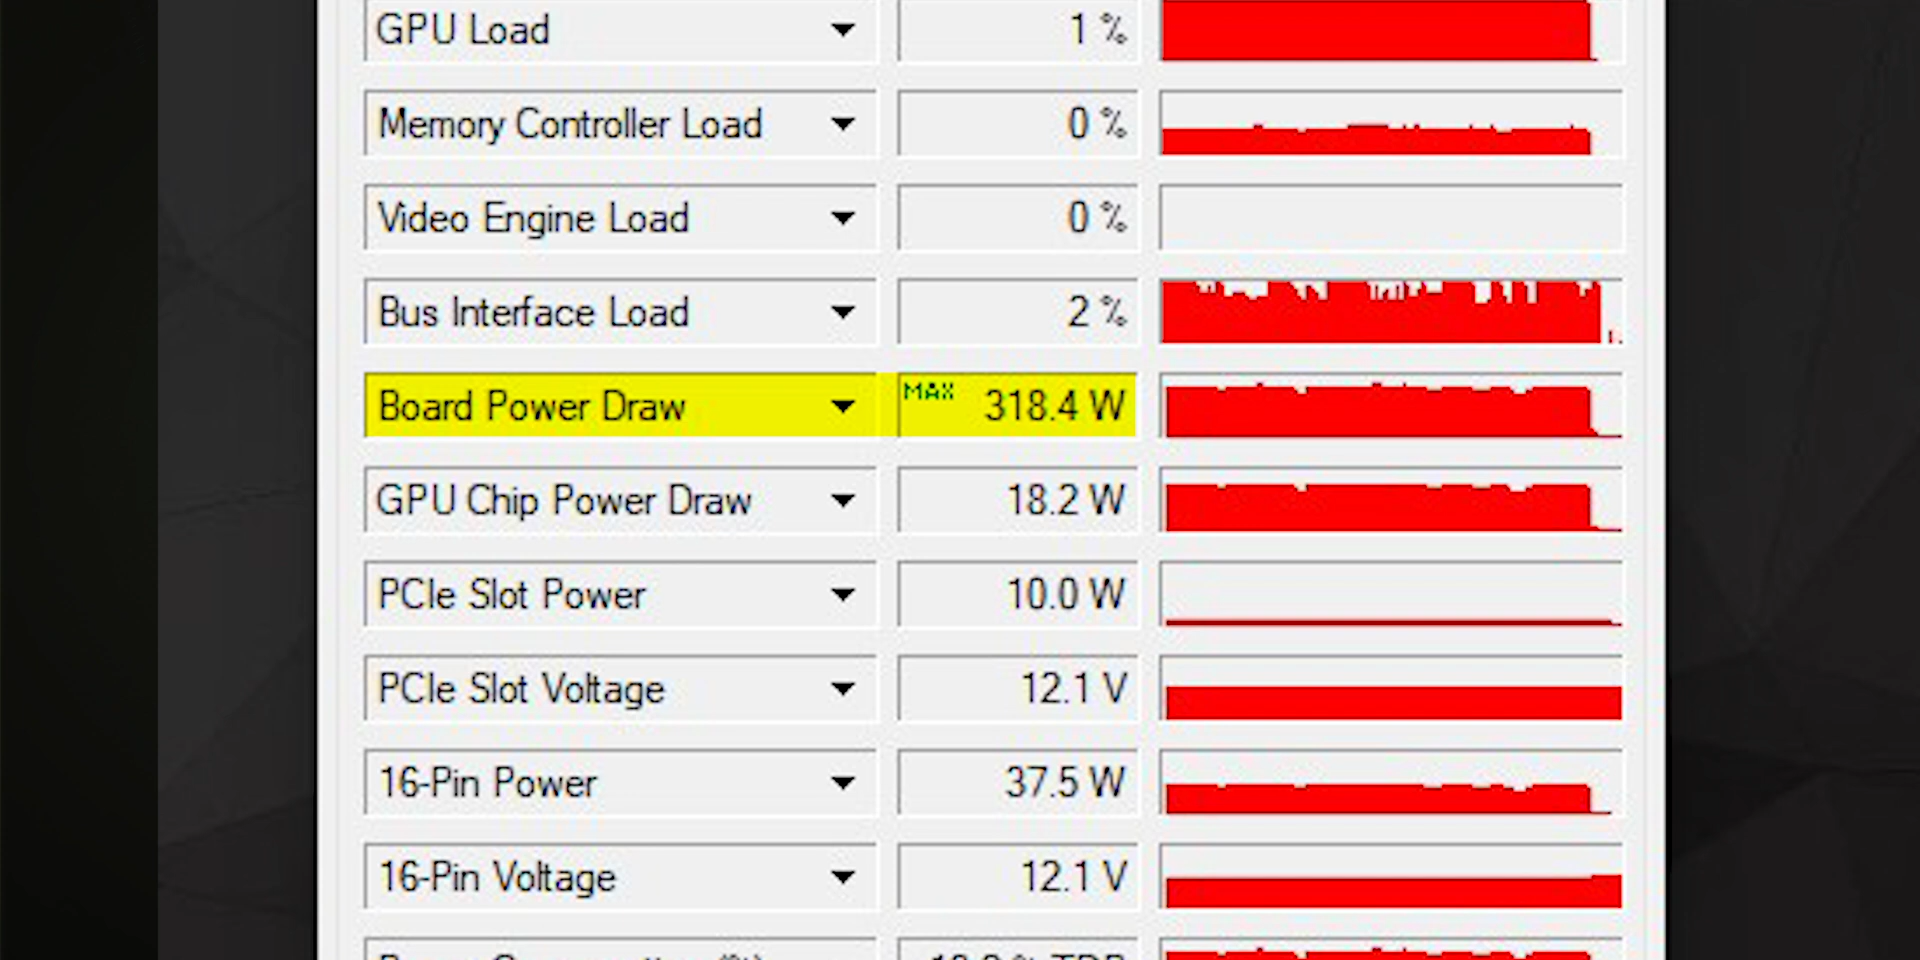 GPU Load 1 %
Memory Controller Load 0 %
Video Engine Load 0 %
Bus Interface Load 2 %
Board Power Draw MAX 318.4 W
GPU Chip Power Draw 18.2 W
PCIe Slot Power 10.0 W
PCIe Slot Voltage 12.1 V
16-Pin Power 37.5 W
16-Pin Voltage 12.1 V